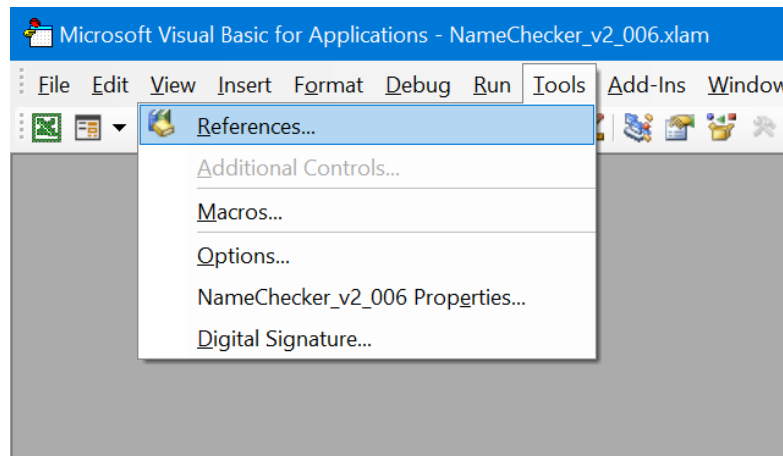 Microsoft Visual Basic for Applications - NameChecker_v2_006.xlam
File Edit View Insert Format Debug Run Tools Add-Ins Window
References...
Additional Controls...
Macros...
Options...
NameChecker_v2_006 Properties...
Digital Signature...